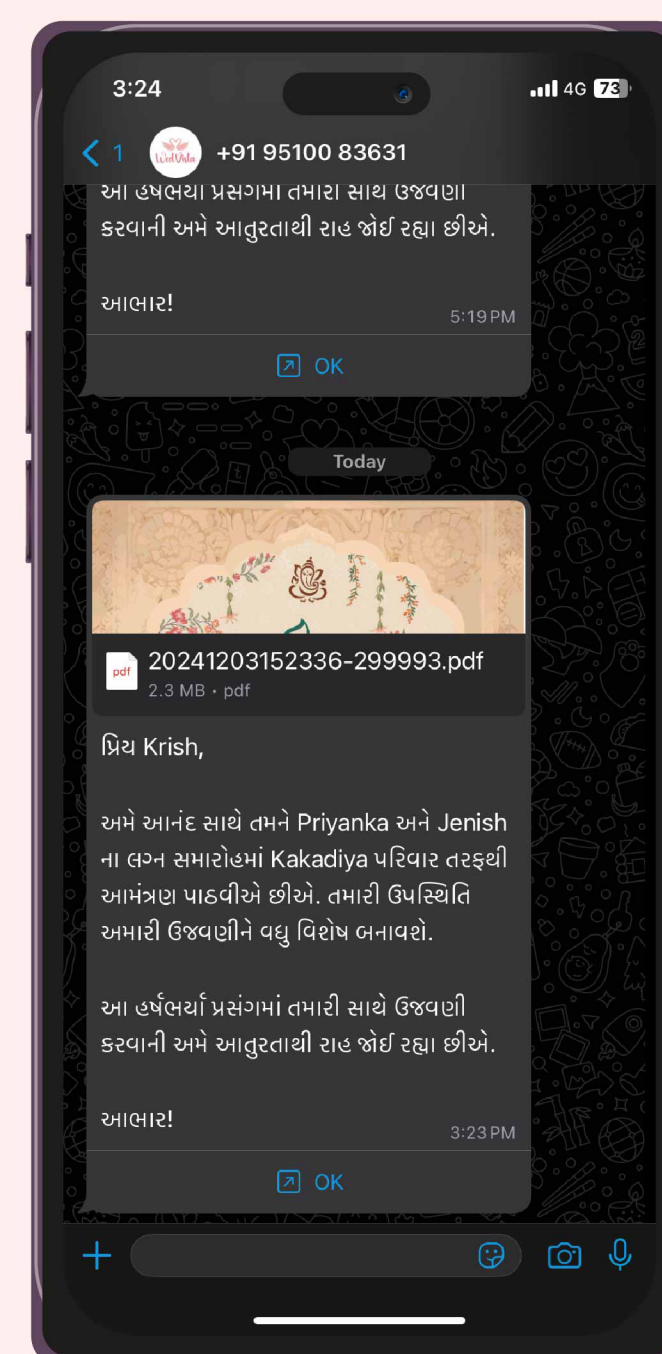 3:24
4G 73
1 WedVista +91 95100 83631
આ હર્ષભર્યા પ્રસંગમાં તમારી સાથે ઉજવણી
કરવાની અમે આતુરતાથી રાહ જોઈ રહ્યા છીએ.
આભાર!
5:19 PM
OK
Today
pdf
20241203152336-299993.pdf
2.3 MB • pdf
પ્રિય Krish,
અમે આનંદ સાથે તમને Priyanka અને Jenish
ના લગ્ન સમારોહમાં Kakadiya પરિવાર તરફથી
આમંત્રણ પાઠવીએ છીએ. તમારી ઉપસ્થિતિ
અમારી ઉજવણીને વધુ વિશેષ બનાવશે.
આ હર્ષભર્યા પ્રસંગમાં તમારી સાથે ઉજવણી
કરવાની અમે આતુરતાથી રાહ જોઈ રહ્યા છીએ.
આભાર!
3:23 PM
OK